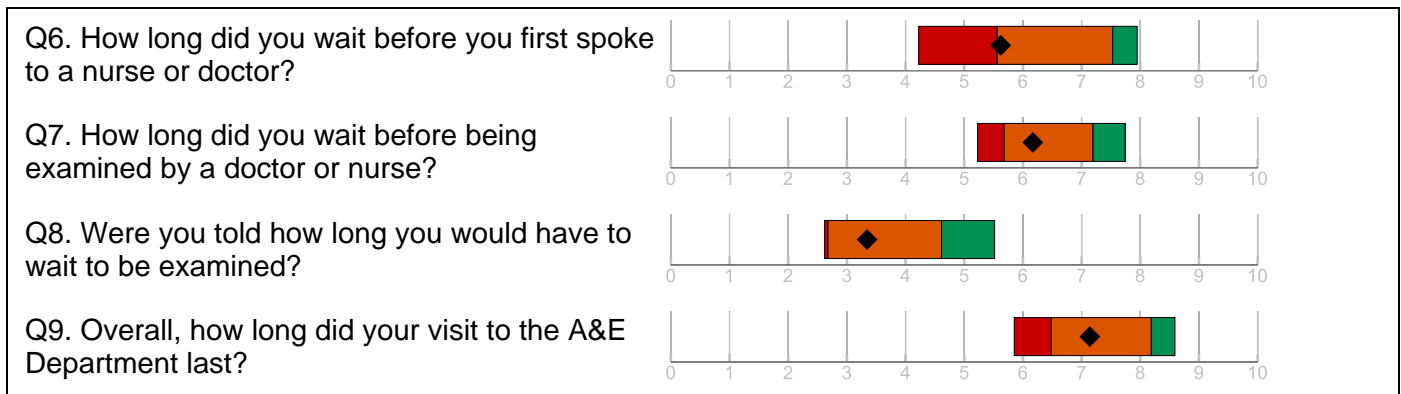 Q6. How long did you wait before you first spoke
to a nurse or doctor?
0 1 2 3 4 5 6 7 8 9 10
Q7. How long did you wait before being
examined by a doctor or nurse?
0 1 2 3 4 5 6 7 8 9 10
Q8. Were you told how long you would have to
wait to be examined?
0 1 2 3 4 5 6 7 8 9 10
Q9. Overall, how long did your visit to the A&E
Department last?
0 1 2 3 4 5 6 7 8 9 10